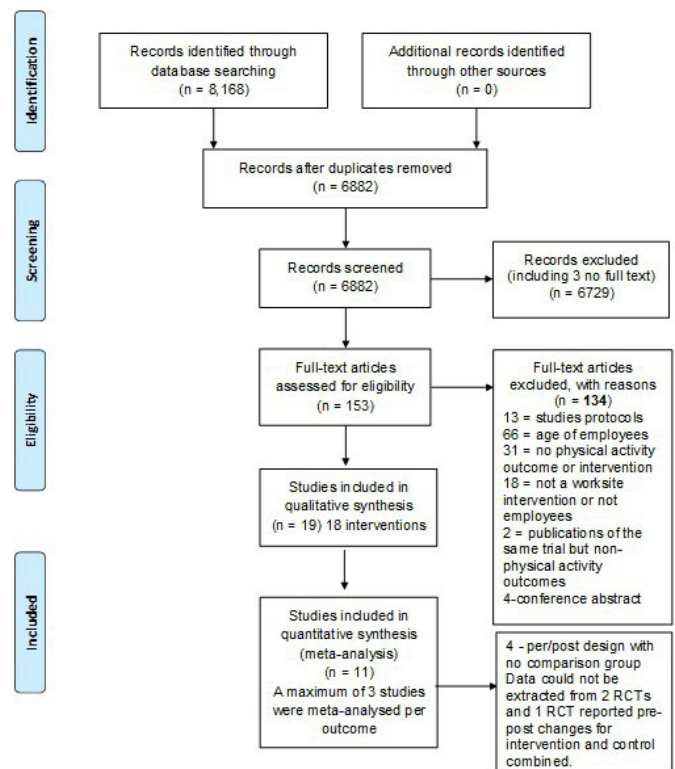 Identification
Records identified through
database searching
(n = 8,168)
Additional records identified
through other sources
(n = 0)
Records after duplicates removed
(n = 6882)
Screening
Records screened
(n = 6882)
Records excluded
(including 3 no full text)
(n = 6729)
Eligibility
Full-text articles
assessed for eligibility
(n = 153)
Full-text articles
excluded, with reasons
(n = 134)
13 = studies protocols
66 = age of employees
31 = no physical activity
outcome or intervention
18 = not a worksite
intervention or not
employees
2 = publications of the
same trial but non-
physical activity
outcomes
4-conference abstract
Studies included in
qualitative synthesis
(n = 19) 18 interventions
Included
Studies included in
quantitative synthesis
(meta-analysis)
(n = 11)
A maximum of 3 studies
were meta-analysed per
outcome
4 - per/post design with
no comparison group
Data could not be
extracted from 2 RCTs
and 1 RCT reported pre-
post changes for
intervention and control
combined.